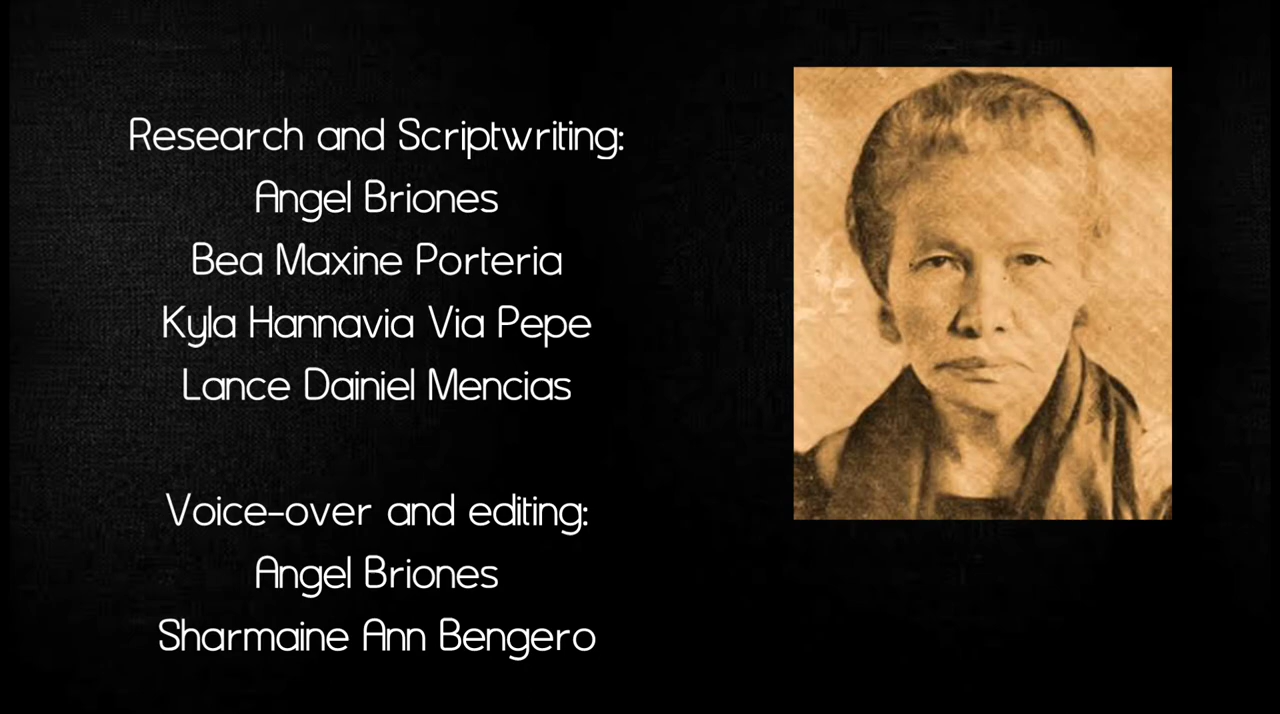 Research and Scriptwriting:
Angel Briones
Bea Maxine Porteria
Kyla Hannavia Via Pepe
Lance Dainiel Mencias
Voice-over and editing:
Angel Briones
Sharmaine Ann Bengero